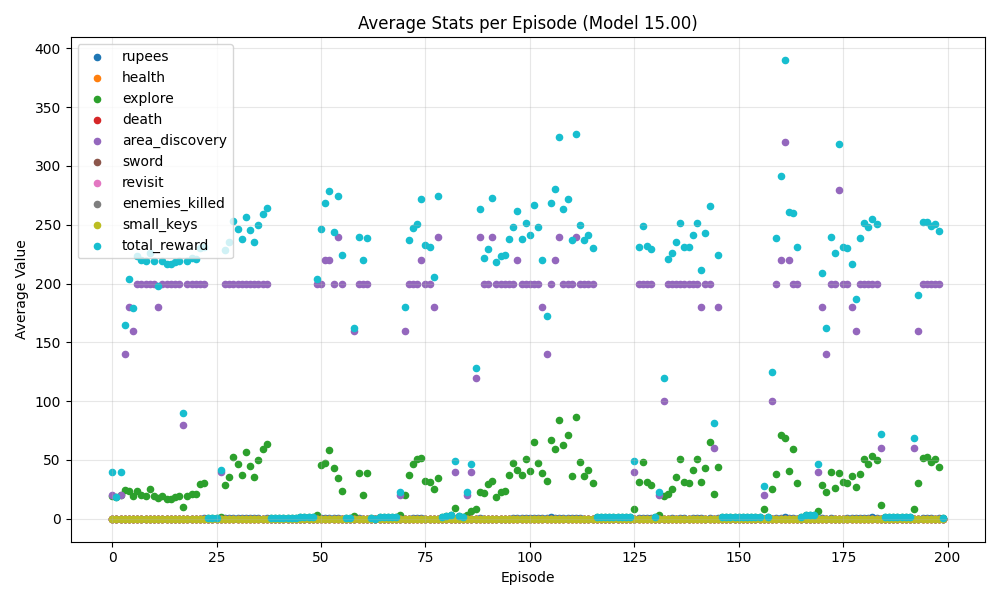 Average Stats per Episode (Model 15.00)
400
350
300
250
200
150
100
50
0
Average Value
rupees
health
explore
death
area_discovery
sword
revisit
enemies_killed
small_keys
total_reward
0
25
50
75
100
125
150
175
200
Episode